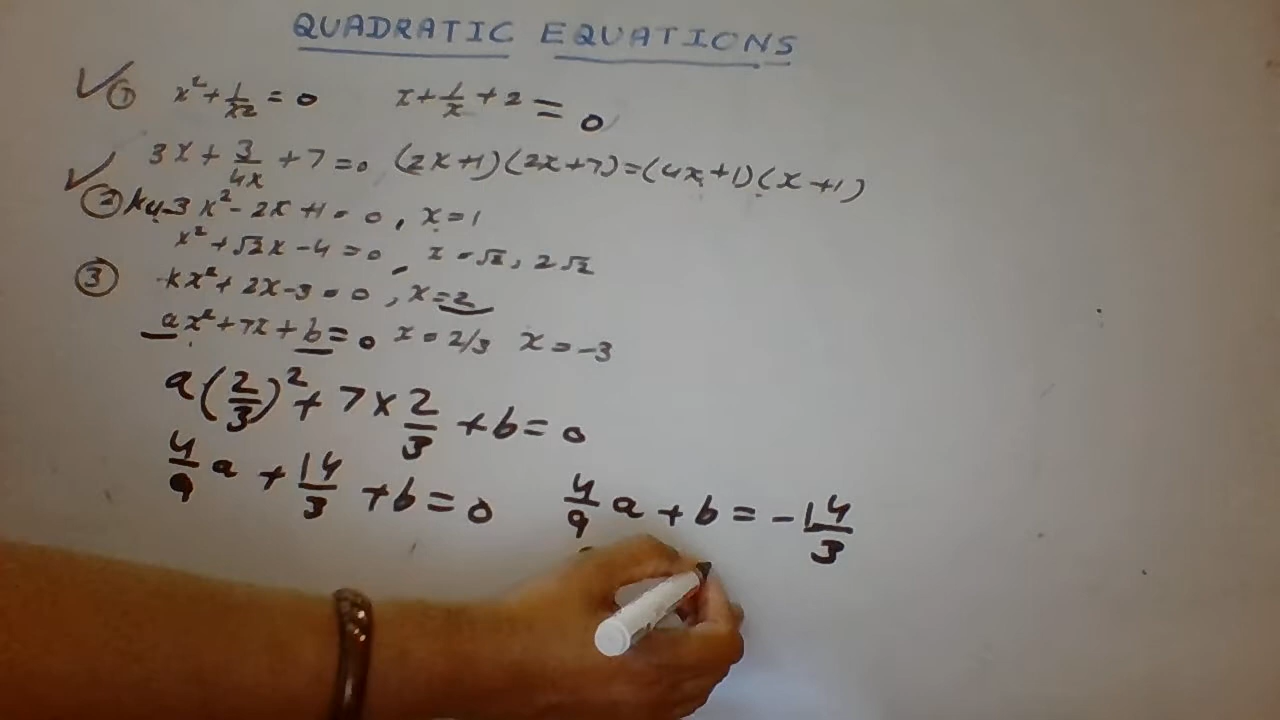 QUADRATIC EQUATIONS
① x² + 1/x2 = 0 x + 1/x + 2 = 0
3x + 3/4x + 7 = 0 (2x+1)(2x+7) = (4x+1)(x+1)
② 3x² - 2x + 1 = 0, x = 1
x² + √2x - 4 = 0, x = √2, 2√2
③ kx² + 2x - 3 = 0, x = 2
ax² + 7x + b = 0 x = 2/3 x = -3
a(2/3)² + 7 × 2/3 + b = 0
4/9 a + 14/3 + b = 0 4/9 a + b = -14/3